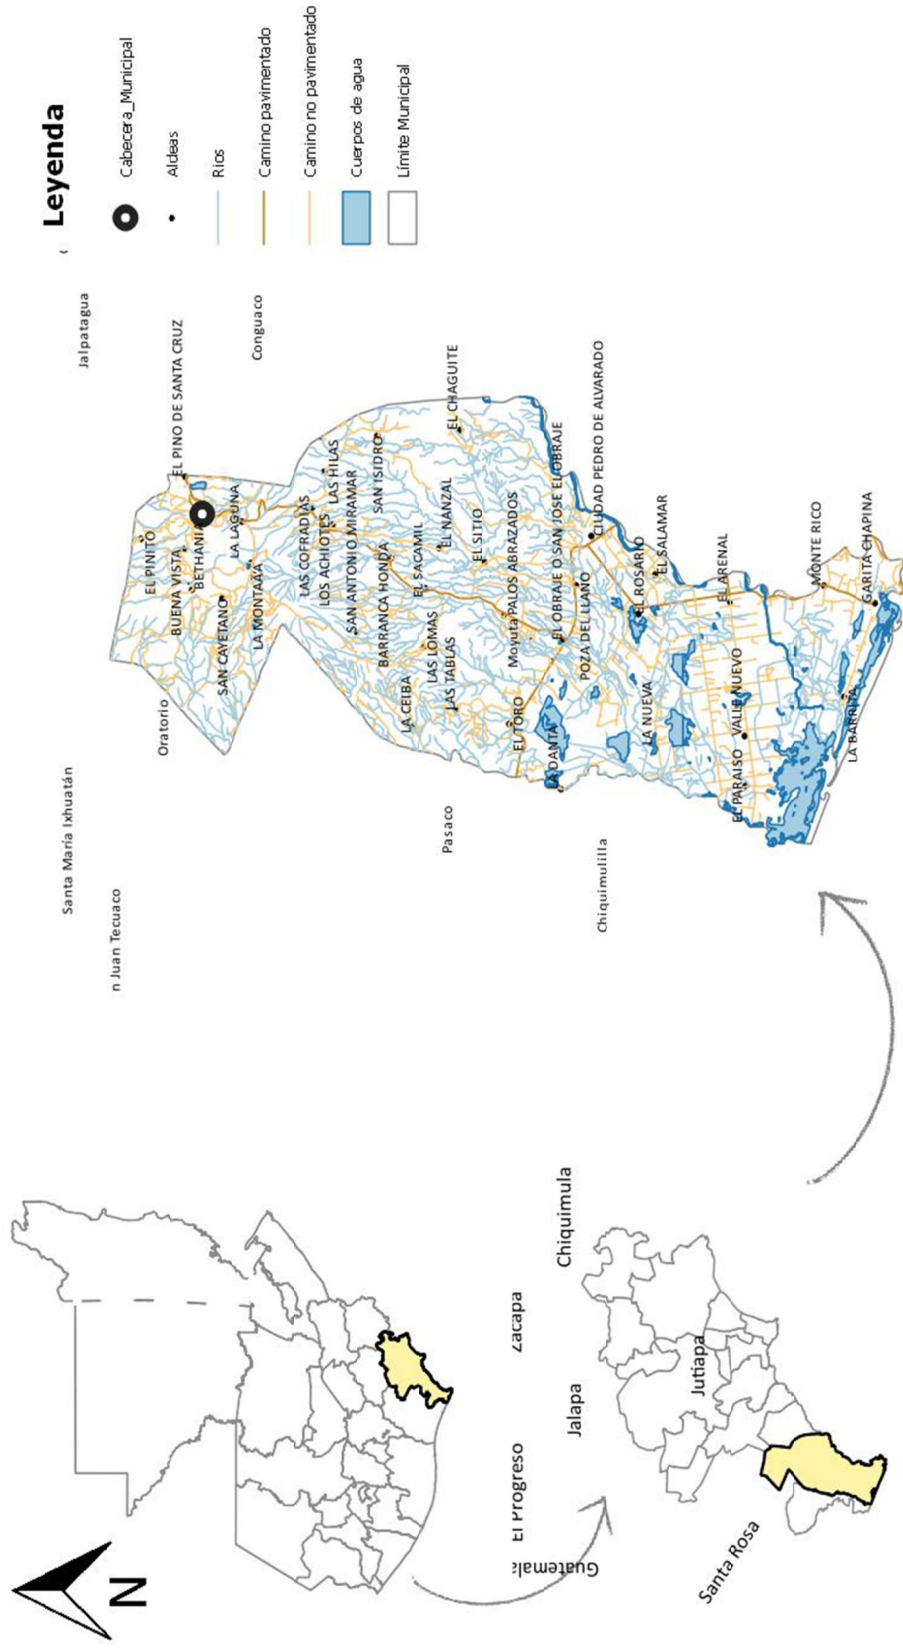 N
Guatemala
El Progreso
Zacapa
Jalapa
Chiquimula
Jutiapa
Santa Rosa
Santa María Ixhuatán
n Juan Tecuaco
Oratorio
Jalpatagua
Conguaco
Pasaco
Chiquimulilla
EL PINITO
EL PINO DE SANTA CRUZ
BUENA VISTA
BETHANIA
SAN CAYETANO
LA LAGUNA
LA MONTAÑA
LAS COFRADIAS
LOS ACHIOTES
LAS HILAS
SAN ANTONIO MIRAMAR
SAN ISIDRO
BARRANCA HONDA
LA CEIBA
EL SACAMIL
LAS LOMAS
EL NANZAL
EL CHAGUITE
LAS TABLAS
EL SITIO
Moyuta
PALOS ABRAZADOS
EL TORO
LA DANTA
EL OBRAJE O SAN JOSE EL OBRAJE
POZA DEL LLANO
CIUDAD PEDRO DE ALVARADO
EL ROSARIO
LA NUEVA
EL SALAMAR
EL ARENAL
EL PARAISO
VALLE NUEVO
MONTE RICO
LA BARRITA
GARITA CHAPINA
Leyenda
Cabecera_Municipal
Aldeas
Rios
Camino pavimentado
Camino no pavimentado
Cuerpos de agua
Límite Municipal